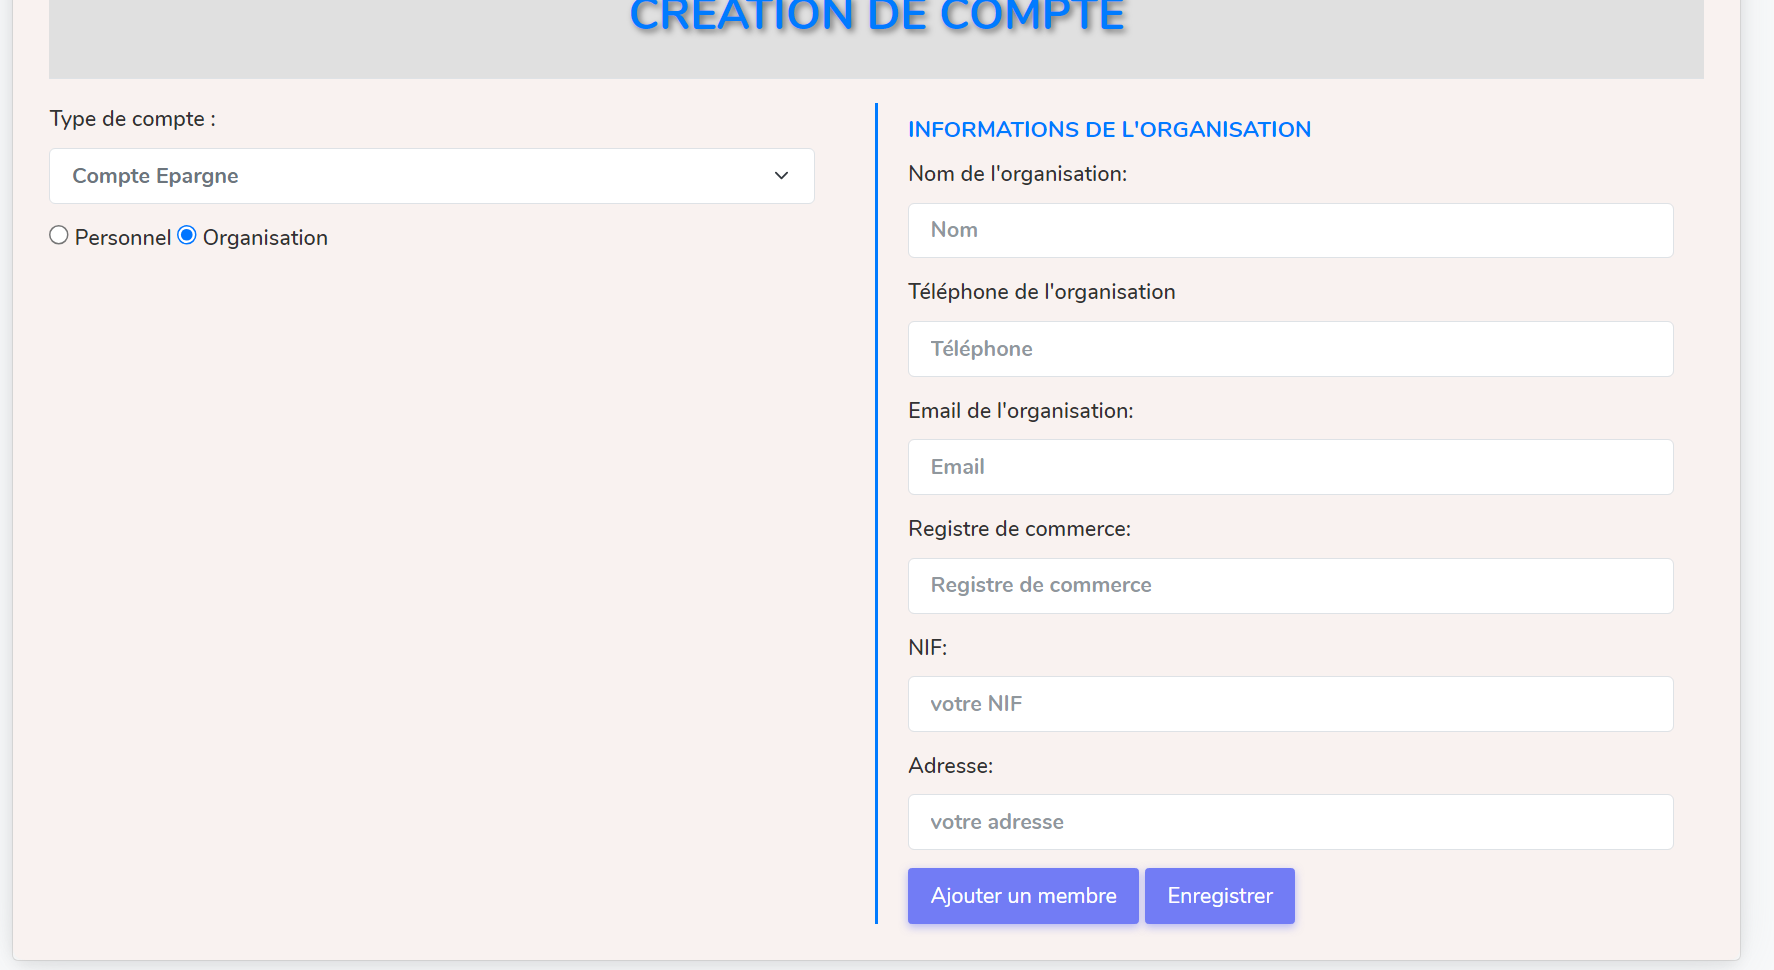 CREATION DE COMPTE
Type de compte :
Compte Epargne
Personnel Organisation
INFORMATIONS DE L'ORGANISATION
Nom de l'organisation:
Nom
Téléphone de l'organisation
Téléphone
Email de l'organisation:
Email
Registre de commerce:
Registre de commerce
NIF:
votre NIF
Adresse:
votre adresse
Ajouter un membre Enregistrer